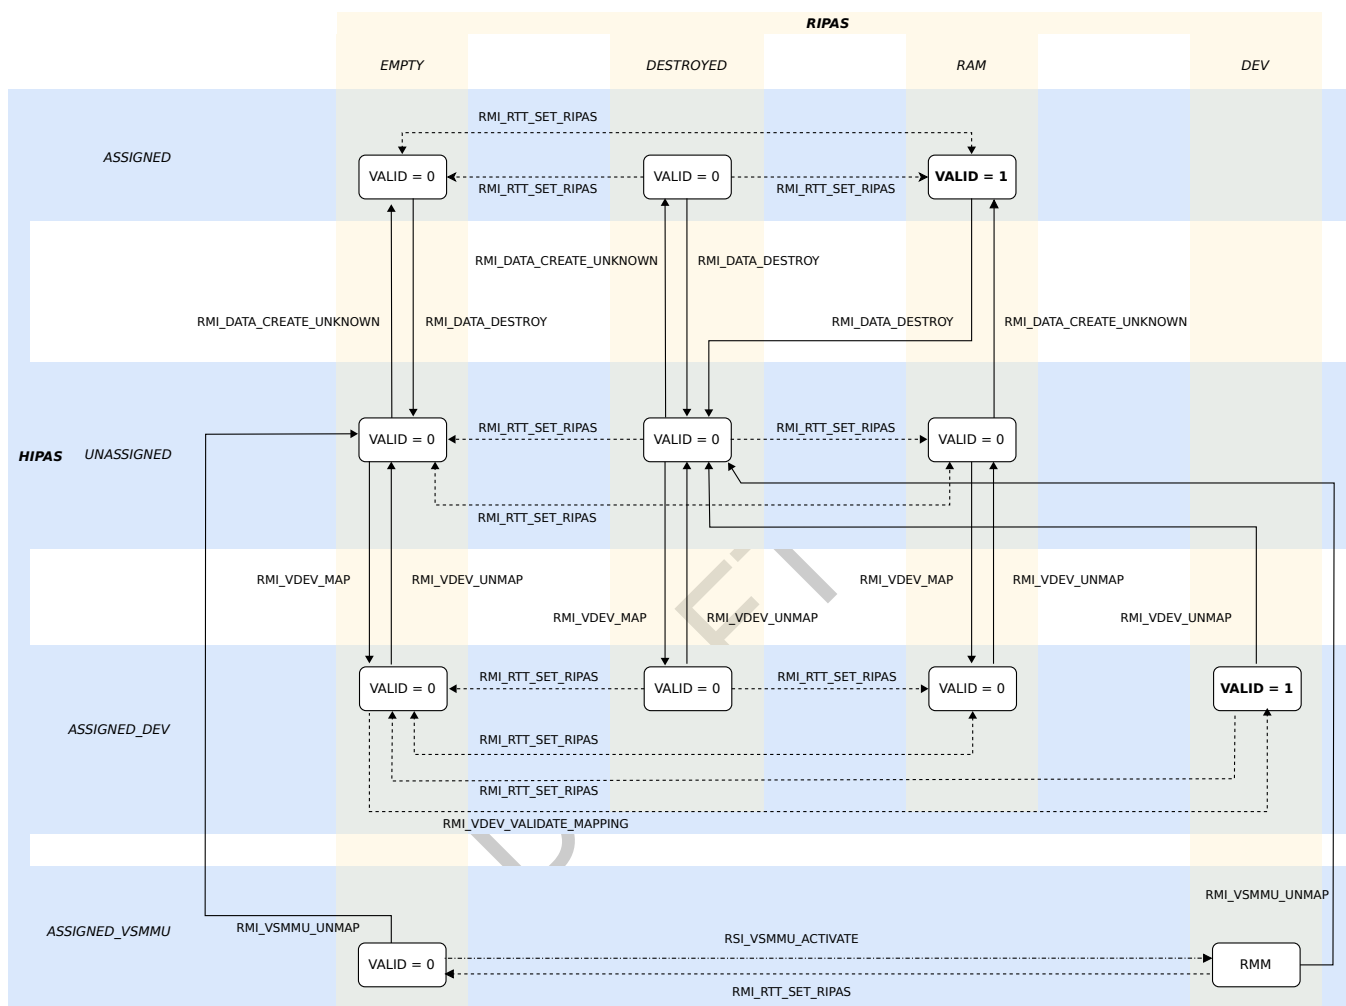 RIPAS
EMPTY DESTROYED RAM DEV
RMI_RTT_SET_RIPAS
ASSIGNED
VALID = 0 VALID = 0 VALID = 1
RMI_RTT_SET_RIPAS RMI_RTT_SET_RIPAS
RMI_DATA_CREATE_UNKNOWN RMI_DATA_DESTROY
RMI_DATA_CREATE_UNKNOWN RMI_DATA_DESTROY RMI_DATA_DESTROY RMI_DATA_CREATE_UNKNOWN
RMI_RTT_SET_RIPAS RMI_RTT_SET_RIPAS
VALID = 0 VALID = 0 VALID = 0
HIPAS UNASSIGNED
RMI_RTT_SET_RIPAS
RMI_VDEV_MAP RMI_VDEV_UNMAP RMI_VDEV_MAP RMI_VDEV_UNMAP
RMI_VDEV_MAP RMI_VDEV_UNMAP RMI_VDEV_UNMAP
RMI_RTT_SET_RIPAS RMI_RTT_SET_RIPAS
VALID = 0 VALID = 0 VALID = 0 VALID = 1
ASSIGNED_DEV
RMI_RTT_SET_RIPAS
RMI_RTT_SET_RIPAS
RMI_VDEV_VALIDATE_MAPPING
RMI_VSMMU_UNMAP
ASSIGNED_VSMMU RMI_VSMMU_UNMAP
RSI_VSMMU_ACTIVATE
VALID = 0 RMM
RMI_RTT_SET_RIPAS